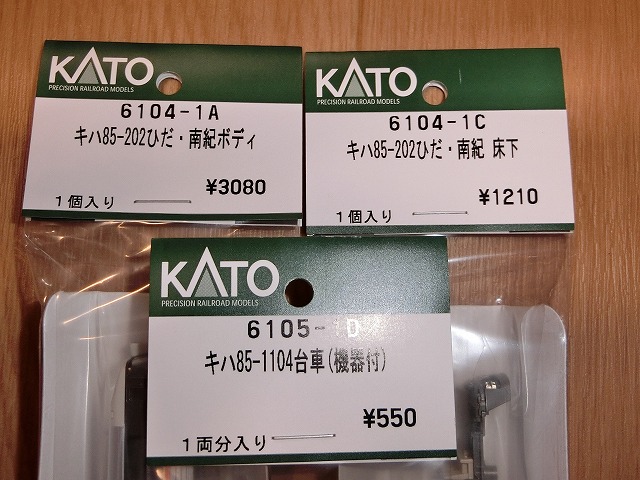 KATO
PRECISION RAILROAD MODELS
6104-1A
キハ85-202ひだ・南紀ボディ
¥3080
1個入り
KATO
PRECISION RAILROAD MODELS
6104-1C
キハ85-202ひだ・南紀 床下
¥1210
1個入り
KATO
PRECISION RAILROAD MODELS
6105- D
キハ85-1104台車(機器付)
¥550
1両分入り